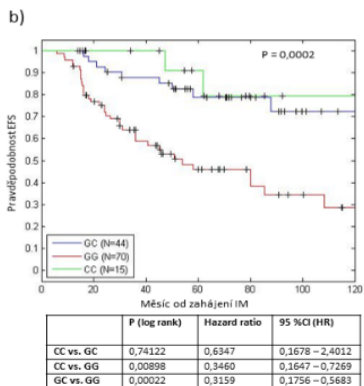 b)
P = 0,0002
Pravděpodobnost EFS
1
0.9
0.8
0.7
0.6
0.5
0.4
0.3
0.2
0.1
0
GC (N=44)
GG (N=70)
CC (N=15)
0 20 40 60 80 100 120
Měsíc od zahájení IM
P (log rank) Hazard ratio 95 %CI (HR)
CC vs. GC 0,74122 0,6347 0,1678 – 2,4012
CC vs. GG 0,00898 0,3460 0,1647 – 0,7269
GC vs. GG 0,00022 0,3159 0,1756 – 0,5683